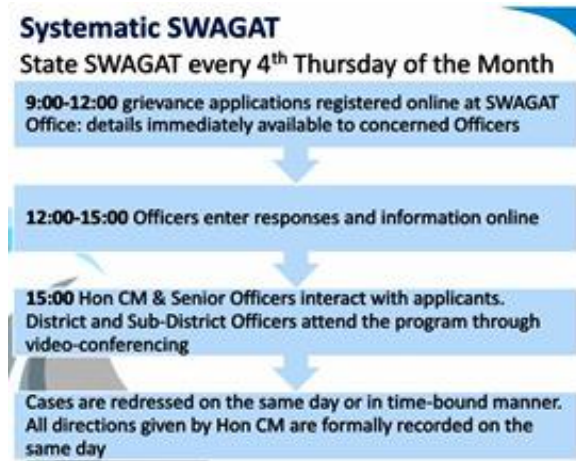 Systematic SWAGAT
State SWAGAT every 4th Thursday of the Month
9:00-12:00 grievance applications registered online at SWAGAT
Office: details immediately available to concerned Officers
12:00-15:00 Officers enter responses and information online
15:00 Hon CM & Senior Officers interact with applicants.
District and Sub-District Officers attend the program through
video-conferencing
Cases are redressed on the same day or in time-bound manner.
All directions given by Hon CM are formally recorded on the
same day